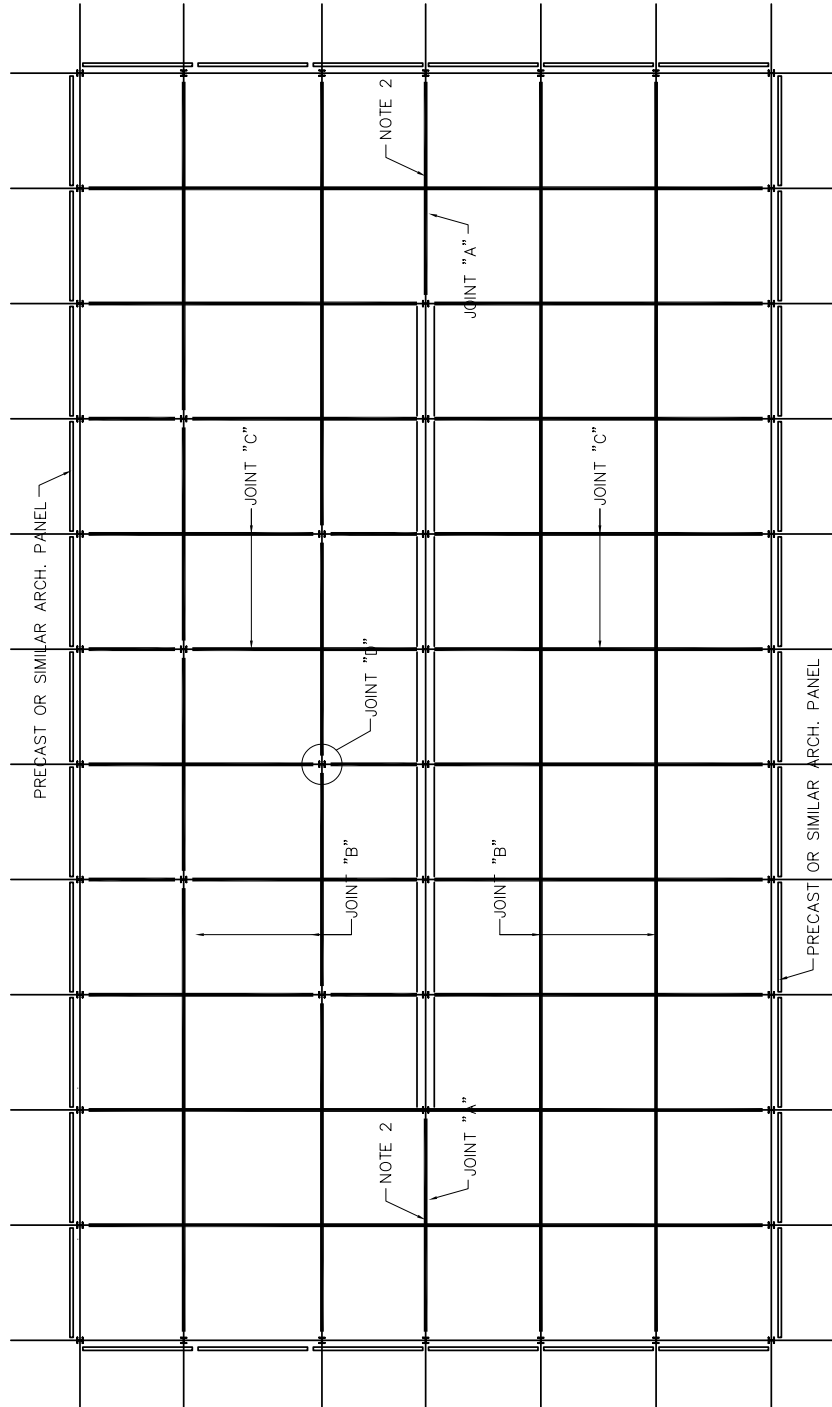 PRECAST OR SIMILAR ARCH. PANEL
NOTE 2
JOINT "A"
JOINT "C"
JOINT "C"
JOINT "D"
JOINT "B"
JOINT "B"
PRECAST OR SIMILAR ARCH. PANEL
NOTE 2
JOINT "A"